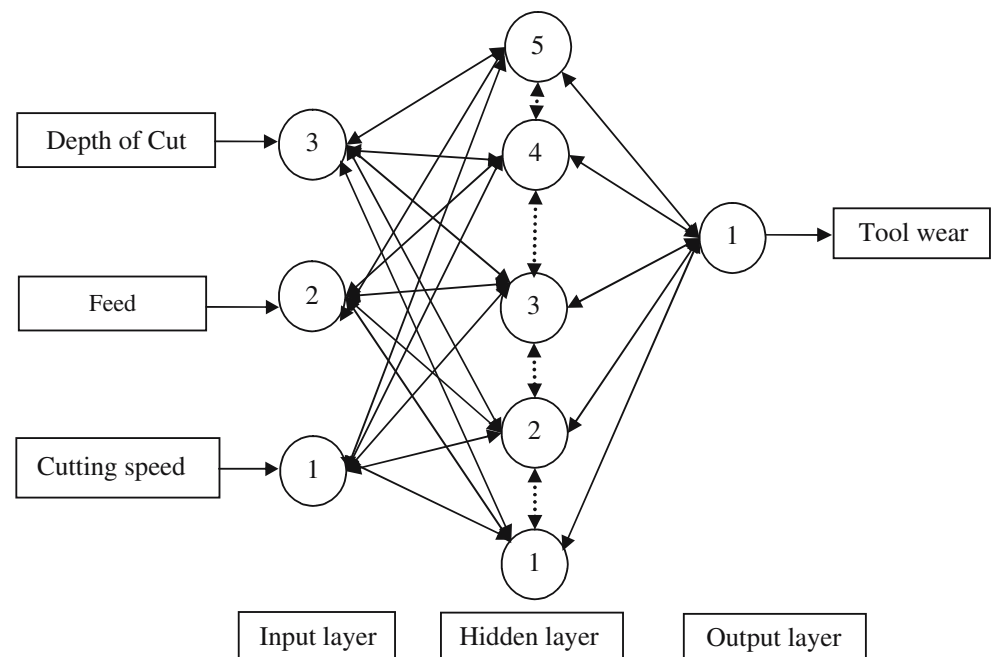 5
Depth of Cut
3
4
1
Tool wear
Feed
2
3
Cutting speed
1
2
1
Input layer
Hidden layer
Output layer